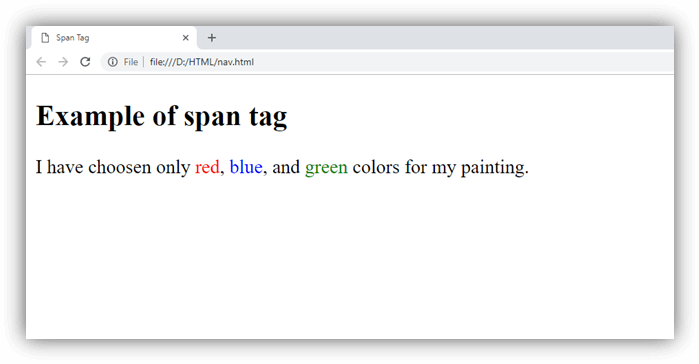 Span Tag
File file:///D:/HTML/nav.html
Example of span tag
I have choosen only red, blue, and green colors for my painting.